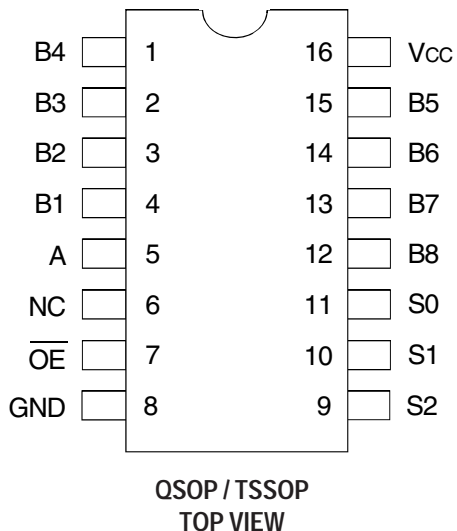 B4 1 16 VCC
B3 2 15 B5
B2 3 14 B6
B1 4 13 B7
A 5 12 B8
NC 6 11 S0
O̅E̅ 7 10 S1
GND 8 9 S2
QSOP / TSSOP
TOP VIEW